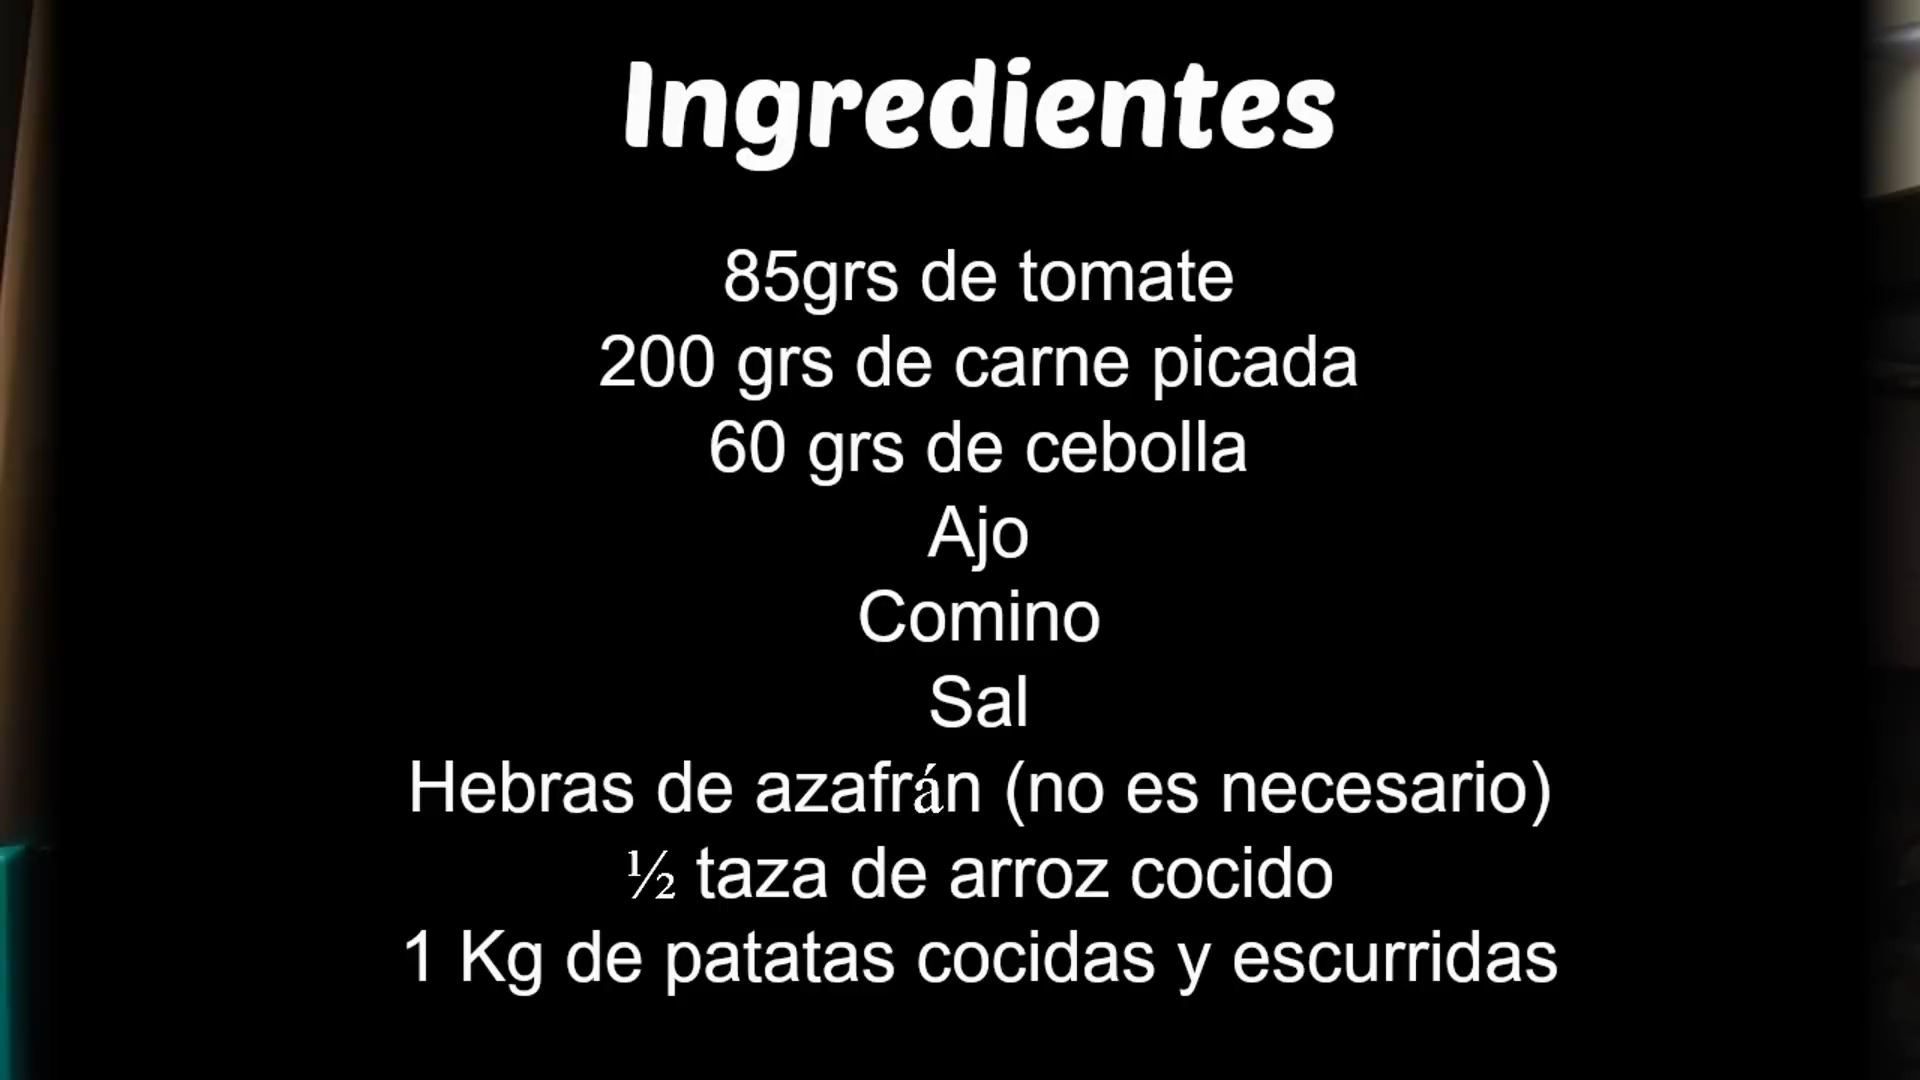 Ingredientes
85grs de tomate
200 grs de carne picada
60 grs de cebolla
Ajo
Comino
Sal
Hebras de azafrán (no es necesario)
½ taza de arroz cocido
1 Kg de patatas cocidas y escurridas